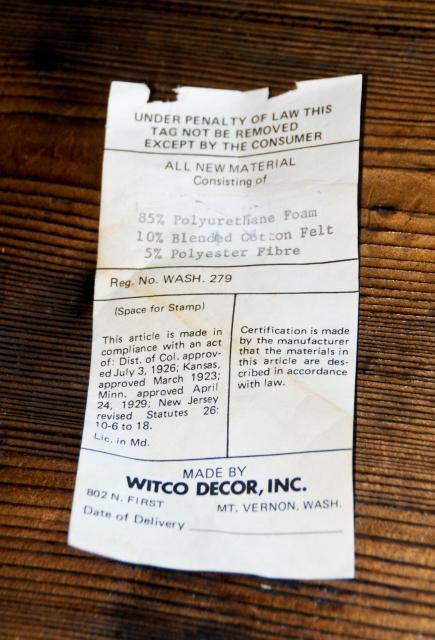 UNDER PENALTY OF LAW THIS
TAG NOT BE REMOVED
EXCEPT BY THE CONSUMER
ALL NEW MATERIAL
Consisting of
85% Polyurethane Foam
10% Blended Cotton Felt
5% Polyester Fibre
Reg. No. WASH. 279
(Space for Stamp)
This article is made in
compliance with an act
of: Dist. of Col. approv-
ed July 3, 1926; Kansas,
approved March 1923;
Minn. approved April
24, 1929; New Jersey
revised Statutes 26:
10-6 to 18.
Lic. in Md.
Certification is made
by the manufacturer
that the materials in
this article are des-
cribed in accordance
with law.
MADE BY
WITCO DECOR, INC.
802 N. FIRST MT. VERNON, WASH.
Date of Delivery